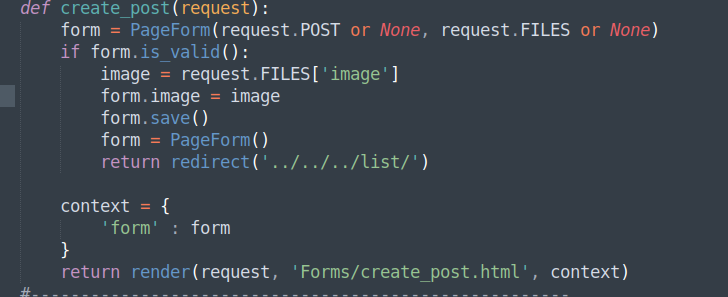 def create_post(request):
    form = PageForm(request.POST or None, request.FILES or None)
    if form.is_valid():
        image = request.FILES['image']
        form.image = image
        form.save()
        form = PageForm()
        return redirect('../../../list/')
    context = {
        'form' : form
    }
    return render(request, 'Forms/create_post.html', context)
#------------------------------------------------------